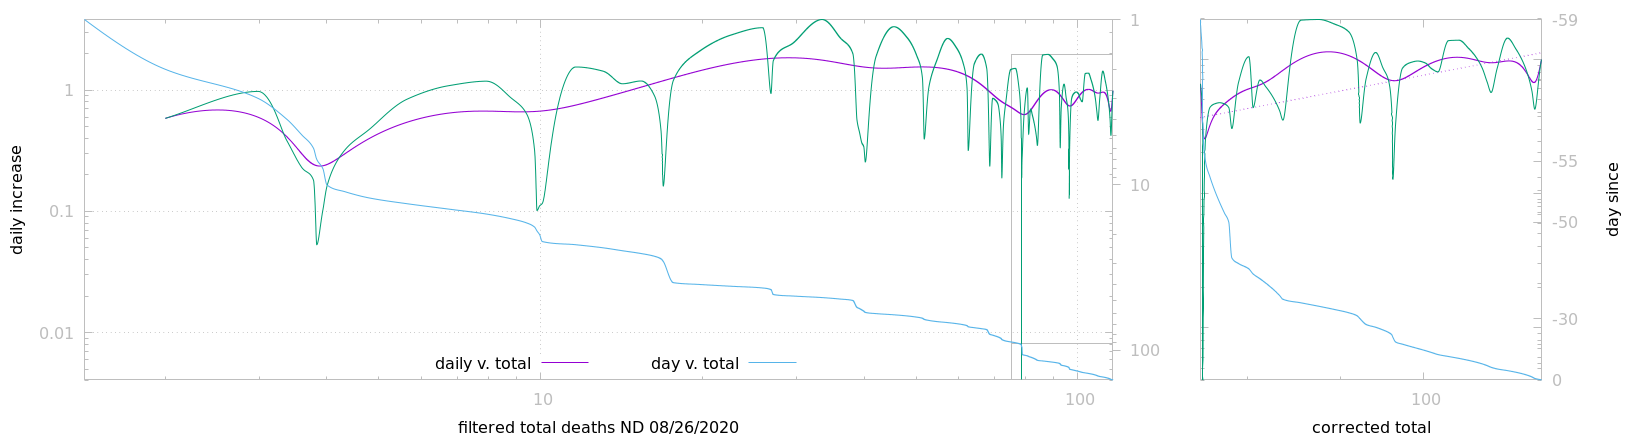 daily increase
1
0.1
0.01
daily v. total
day v. total
10
100
filtered total deaths ND 08/26/2020
1
10
100
-59
-55
-50
-30
0
day since
100
corrected total